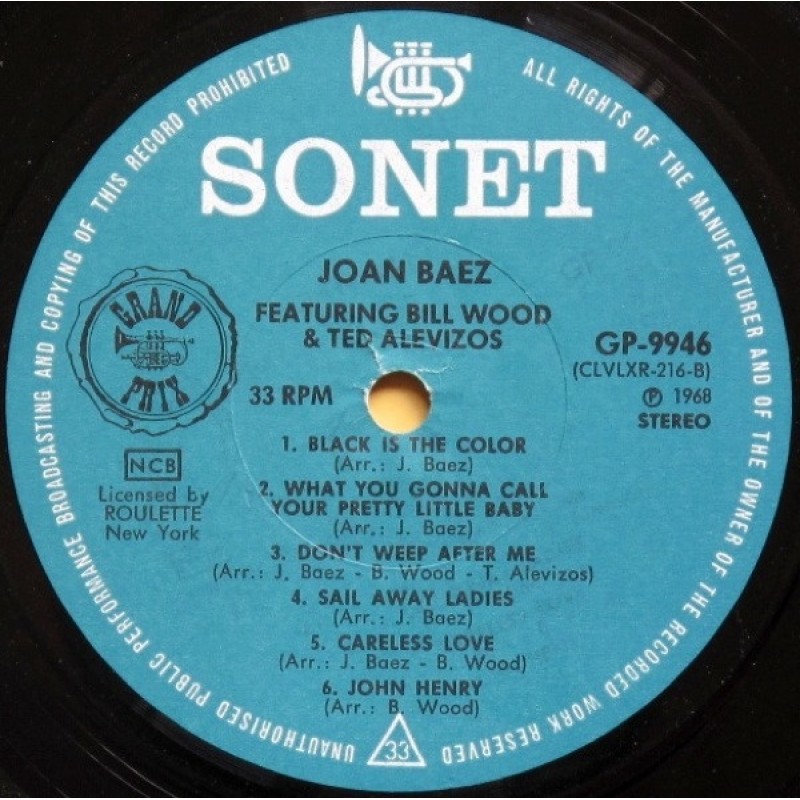 UNAUTHORISED PUBLIC PERFORMANCE BROADCASTING AND COPYING OF THIS RECORD PROHIBITED
ALL RIGHTS OF THE MANUFACTURER AND OF THE OWNER OF THE RECORDED WORK RESERVED
SONET
JOAN BAEZ
FEATURING BILL WOOD
& TED ALEVIZOS
GRAND
PRIX
33 RPM
GP-9946
(CLVLXR-216-B)
℗ 1968
STEREO
NCB
Licensed by
ROULETTE
New York
1. BLACK IS THE COLOR
(Arr.: J. Baez)
2. WHAT YOU GONNA CALL
YOUR PRETTY LITTLE BABY
(Arr.: J. Baez)
3. DON'T WEEP AFTER ME
(Arr.: J. Baez - B. Wood - T. Alevizos)
4. SAIL AWAY LADIES
(Arr.: J. Baez)
5. CARELESS LOVE
(Arr.: J. Baez - B. Wood)
6. JOHN HENRY
(Arr.: B. Wood)
33